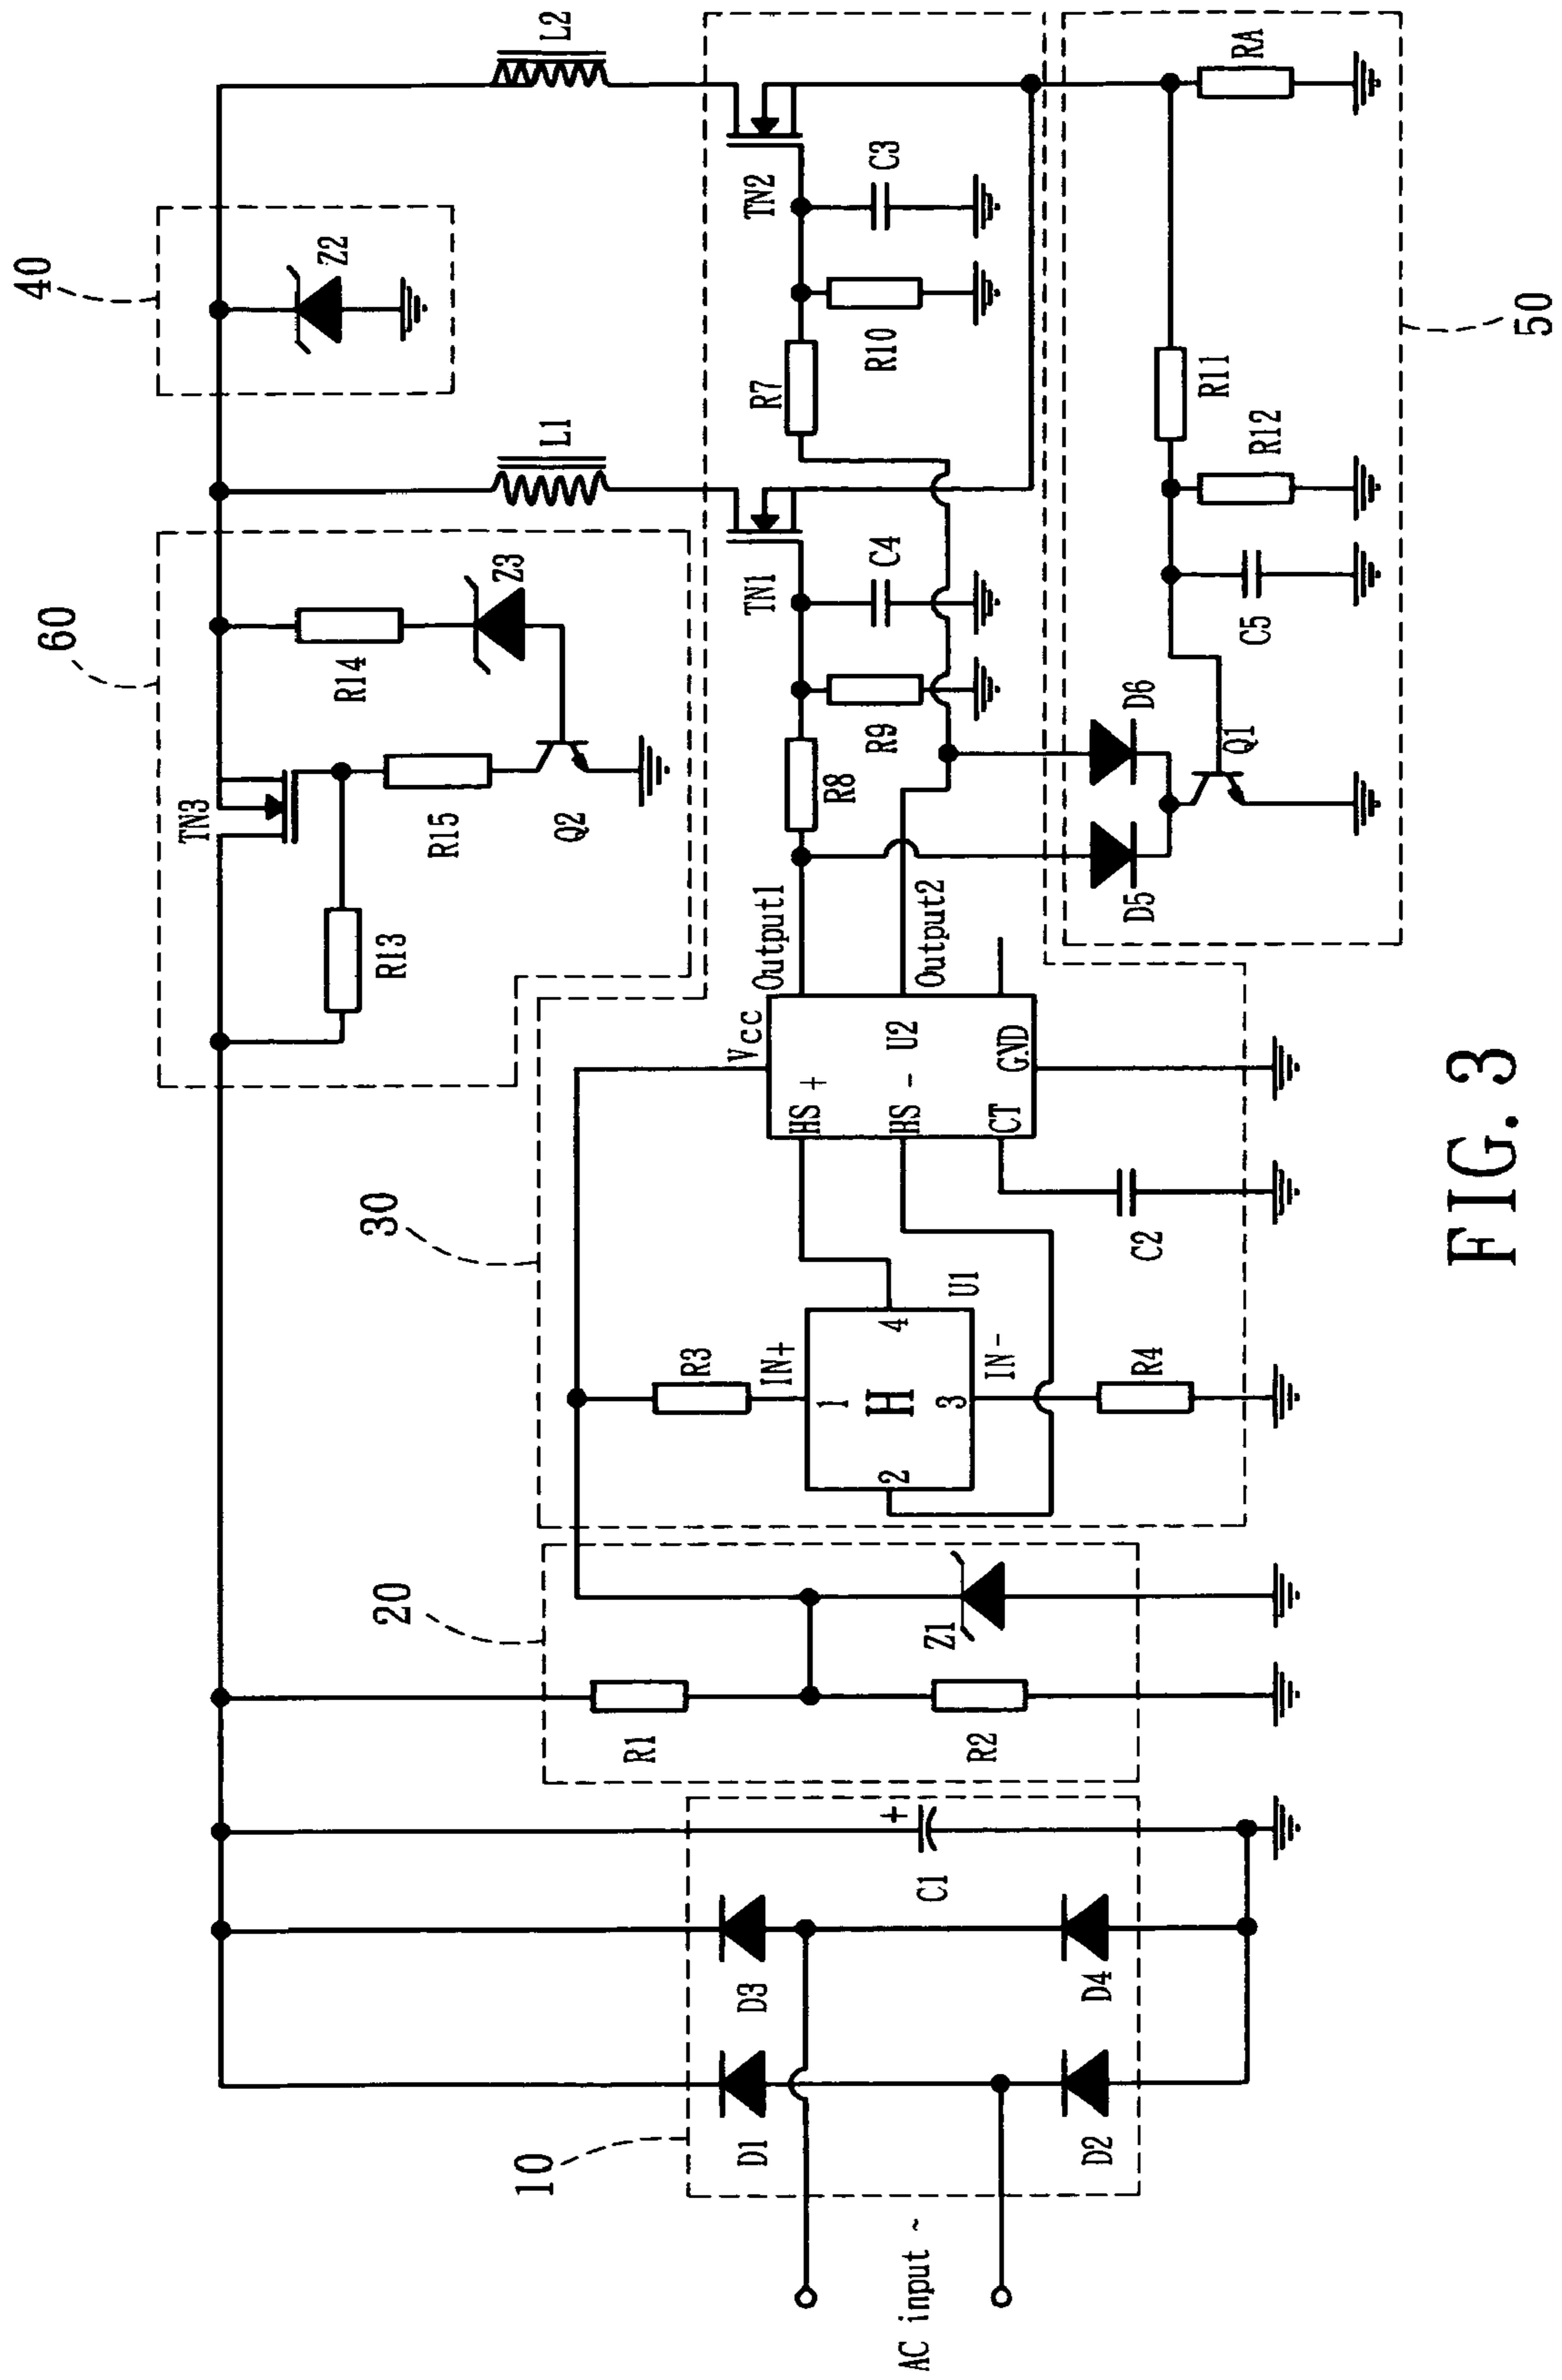 40
60
30
20
10
50
TN3
R13
R14
R15
Z3
Q2
Z2
L1
L2
TN1
TN2
R7
R8
R9
R10
C3
C4
Output1
Output2
Vcc
HS +
HS -
U2
CT
GND
R3
IN+
1
H
2
3
4
IN-
U1
R4
C2
R1
R2
Z1
C1
+
D1
D2
D3
D4
AC input ~
D5
D6
Q1
C5
R11
R12
RA
FIG. 3